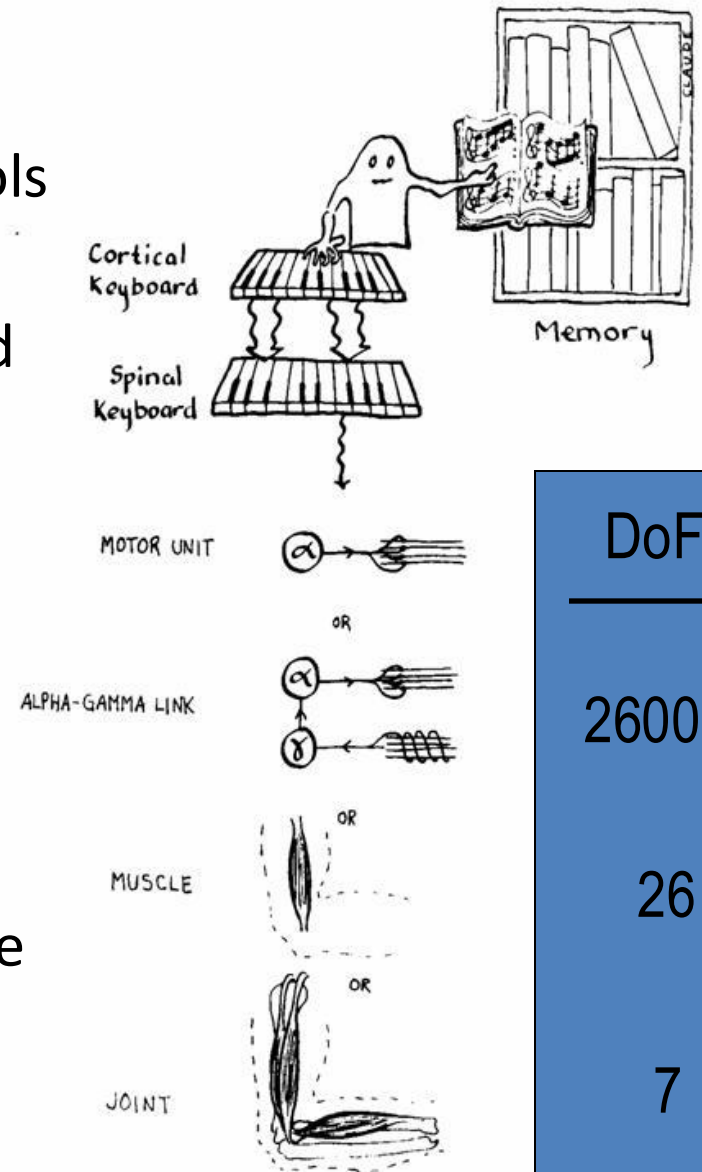 CLAUDE
ols
Cortical
Keyboard
d
Memory
Spinal
Keyboard
MOTOR UNIT
α
OR
ALPHA-GAMMA LINK
α
γ
OR
MUSCLE
e
OR
JOINT
DoF
2600
26
7